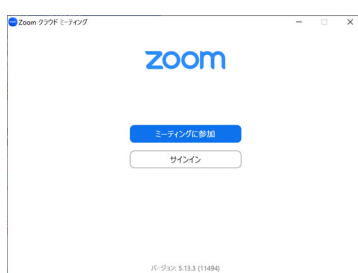 Zoom クラウド ミーティング
zoom
ミーティングに参加
サインイン
バージョン: 5.13.3 (11494)